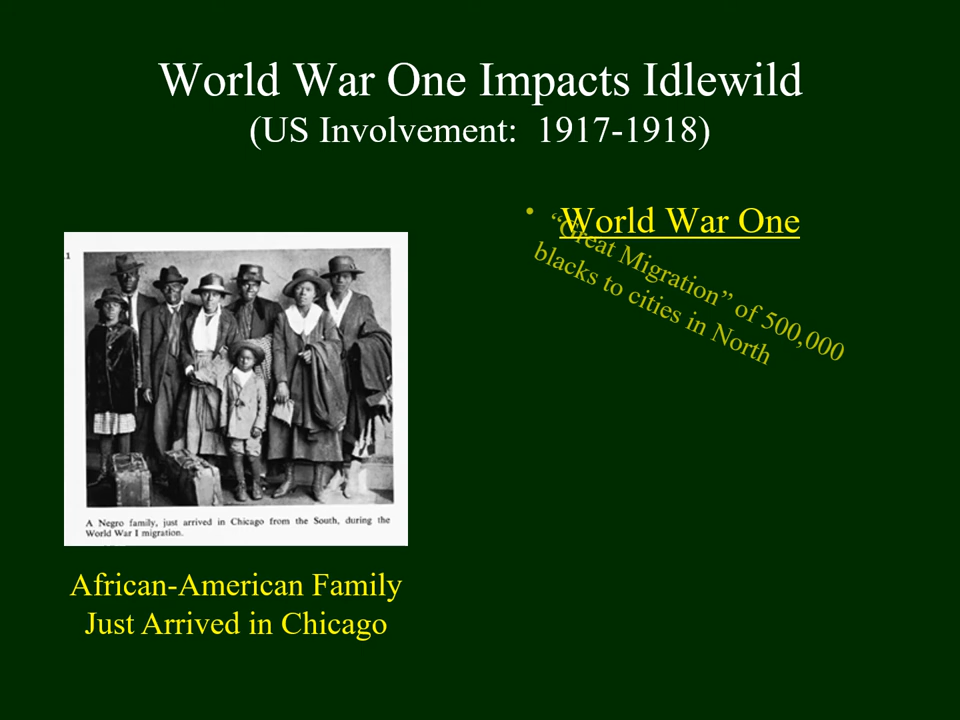 World War One Impacts Idlewild
(US Involvement: 1917-1918)
• World War One
“Great Migration” of 500,000
blacks to cities in North
11
A Negro family, just arrived in Chicago from the South, during the
World War I migration.
African-American Family
Just Arrived in Chicago